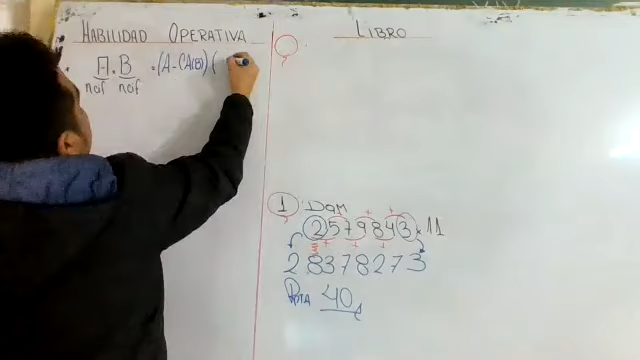 HABILIDAD OPERATIVA
A . B = (A - CA(B)) (
nof nof
LIBRO
1 : DAM
2579843 x 11
28378273
Rpta 40